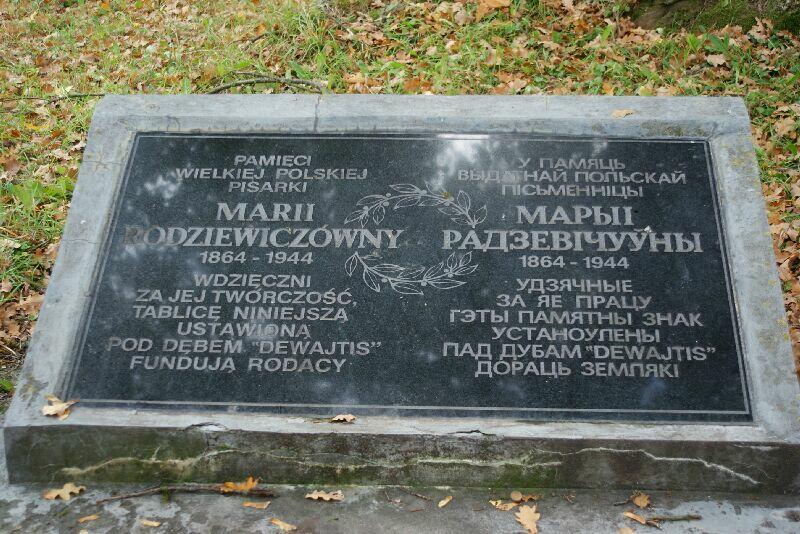 PAMIĘCI
WIELKIEJ POLSKIEJ
PISARKI
MARII
RODZIEWICZÓWNY
1864 - 1944
WDZIĘCZNI
ZA JEJ TWÓRCZOŚĆ,
TABLICĘ NINIEJSZĄ
USTAWIONĄ
POD DĘBEM "DEWAJTIS"
FUNDUJĄ RODACY
У ПАМЯЦЬ
ВЫДАТНАЙ ПОЛЬСКАЙ
ПІСЬМЕННІЦЫ
МАРЫІ
РАДЗЕВІЧУЎНЫ
1864 - 1944
УДЗЯЧНЫЕ
ЗА ЯЕ ПРАЦУ
ГЭТЫ ПАМЯТНЫ ЗНАК
УСТАНОУЛЕНЫ
ПАД ДУБАМ "DEWAJTIS"
ДОРАЦЬ ЗЕМЛЯКІ